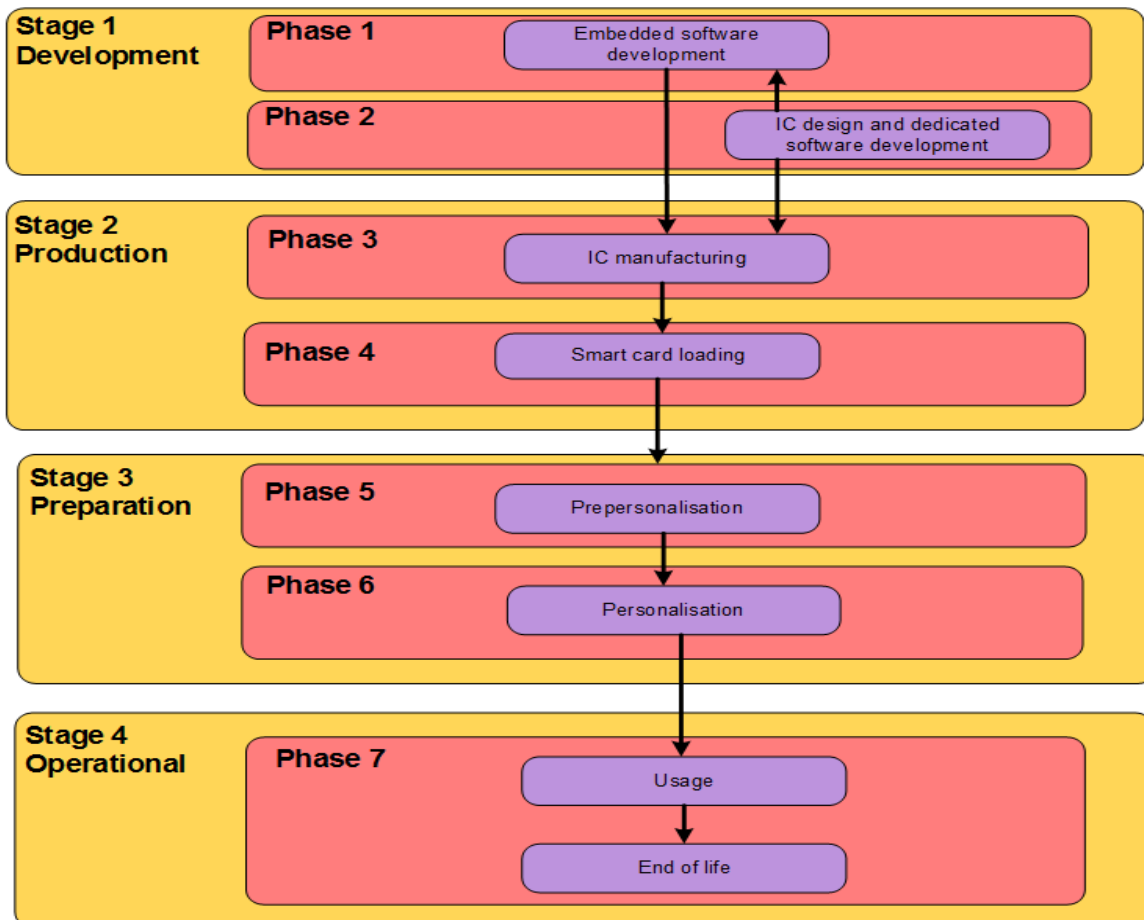 Stage 1
Development
Phase 1
Embedded software
development
Phase 2
IC design and dedicated
software development
Stage 2
Production
Phase 3
IC manufacturing
Phase 4
Smart card loading
Stage 3
Preparation
Phase 5
Prepersonalisation
Phase 6
Personalisation
Stage 4
Operational
Phase 7
Usage
End of life